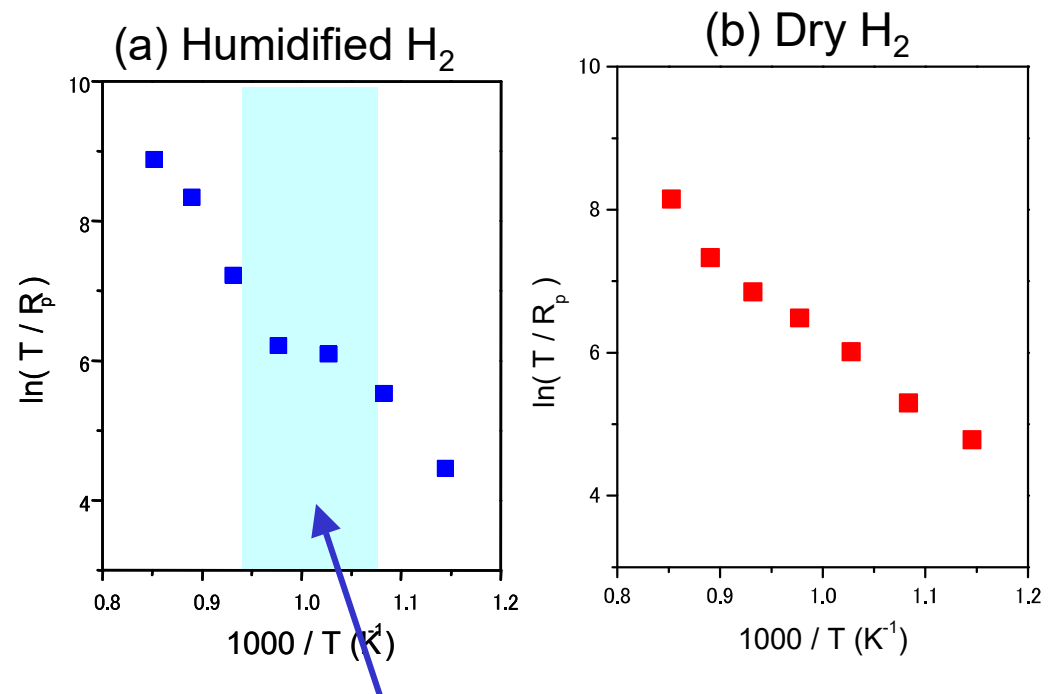 (a) Humidified H₂
10
8
6
4
0.8 0.9 1.0 1.1 1.2
ln( T / Rp )
1000 / T (K⁻¹)
(b) Dry H₂
10
8
6
4
0.8 0.9 1.0 1.1 1.2
ln( T / Rp )
1000 / T (K⁻¹)